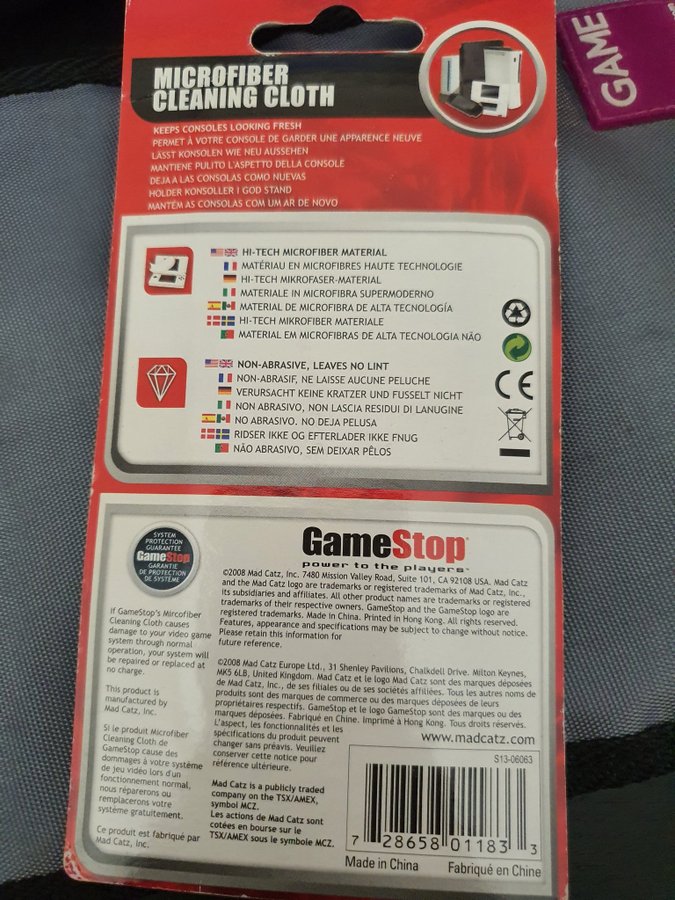 MICROFIBER
CLEANING CLOTH
GAME
KEEPS CONSOLES LOOKING FRESH
PERMET À VOTRE CONSOLE DE GARDER UNE APPARENCE NEUVE
LÄSST KONSOLEN WIE NEU AUSSEHEN
MANTIENE PULITO L'ASPETTO DELLA CONSOLE
DEJA A LAS CONSOLAS COMO NUEVAS
HOLDER KONSOLLER I GOD STAND
MANTÉM AS CONSOLAS COM UM AR DE NOVO
HI-TECH MICROFIBER MATERIAL
MATÉRIAU EN MICROFIBRES HAUTE TECHNOLOGIE
HI-TECH MIKROFASER-MATERIAL
MATERIALE IN MICROFIBRA SUPERMODERNO
MATERIAL DE MICROFIBRA DE ALTA TECNOLOGÍA
HI-TECH MIKROFIBER MATERIALE
MATERIAL EM MICROFIBRAS DE ALTA TECNOLOGIA NÃO
NON-ABRASIVE, LEAVES NO LINT
NON-ABRASIF, NE LAISSE AUCUNE PELUCHE
VERURSACHT KEINE KRATZER UND FUSSELT NICHT
NON ABRASIVO, NON LASCIA RESIDUI DI LANUGINE
NO ABRASIVO. NO DEJA PELUSA
RIDSER IKKE OG EFTERLADER IKKE FNUG
NÃO ABRASIVO, SEM DEIXAR PÊLOS
CE
SYSTEM
PROTECTION
GUARANTEE
GameStop
GARANTIE
DE PROTECTION
DE SYSTÈME
If GameStop's Mircofiber
Cleaning Cloth causes
damage to your video game
system through normal
operation, your system will
be repaired or replaced at
no charge.
This product is
manufactured by
Mad Catz, Inc.
Si le produit Microfiber
Cleaning Cloth de
GameStop cause des
dommages à votre système
de jeu vidéo lors d'un
fonctionnement normal,
nous réparerons ou
remplacerons votre
système gratuitement.
Ce produit est fabriqué par
Mad Catz, Inc.
GameStop
power to the players
©2008 Mad Catz, Inc. 7480 Mission Valley Road, Suite 101, CA 92108 USA. Mad Catz
and the Mad Catz logo are trademarks or registered trademarks of Mad Catz, Inc.,
its subsidiaries and affiliates. All other product names are trademarks or registered
trademarks of their respective owners. GameStop and the GameStop logo are
registered trademarks. Made in China. Printed in Hong Kong. All rights reserved.
Features, appearance and specifications may be subject to change without notice.
Please retain this information for
future reference.
©2008 Mad Catz Europe Ltd., 31 Shenley Pavilions, Chalkdell Drive. Milton Keynes,
MK5 6LB, United Kingdom. Mad Catz et le logo Mad Catz sont des marques déposées
de Mad Catz, Inc., de ses filiales ou de ses sociétés affiliées. Tous les autres noms de
produits sont des marques de commerce ou des marques déposées de leurs
propriétaires respectifs. GameStop et le logo GameStop sont des marques ou des
marques déposées. Fabriqué en Chine. Imprimé à Hong Kong. Tous droits réservés.
L'aspect, les fonctionnalités et les
spécifications du produit peuvent
changer sans préavis. Veuillez
conserver cette notice pour
référence ultérieure.
www.madcatz.com
Mad Catz is a publicly traded
company on the TSX/AMEX,
symbol MCZ.
Les actions de Mad Catz sont
cotées en bourse sur le
TSX/AMEX sous le symbole MCZ.
S13-06063
7 28658 01183 3
Made in China Fabriqué en Chine